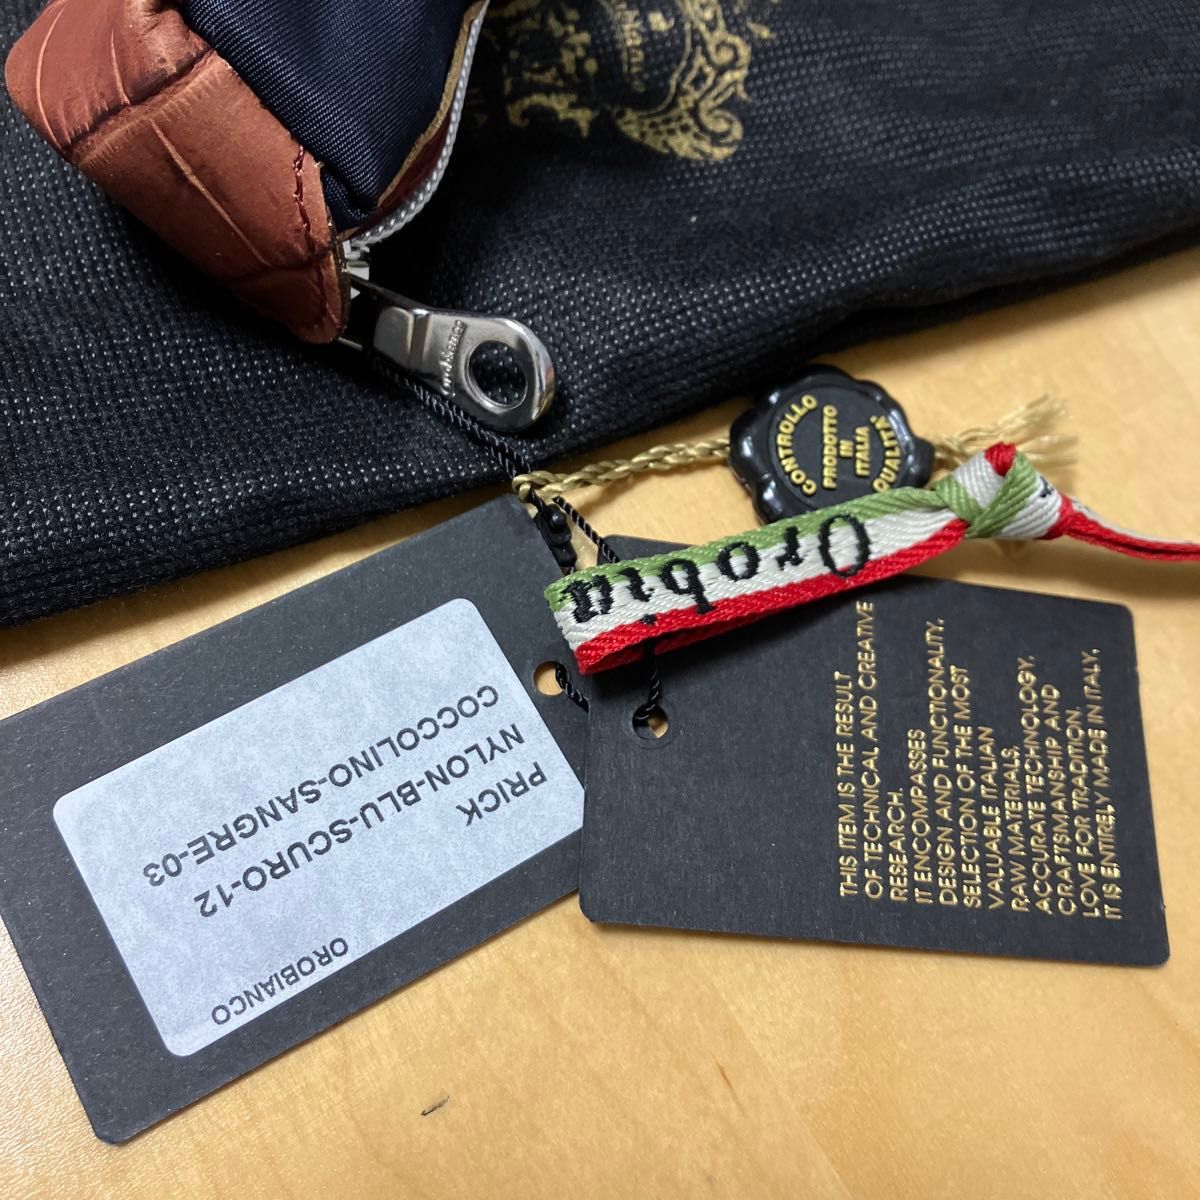 Nanno
CONTROLLO
PRODOTTO
IN
ITALIA
QUALITÀ
Orobia
THIS ITEM IS THE RESULT
OF TECHNICAL AND CREATIVE
RESEARCH.
IT ENCOMPASSES
DESIGN AND FUNCTIONALITY.
SELECTION OF THE MOST
VALUABLE ITALIAN
RAW MATERIALS.
ACCURATE TECHNOLOGY.
CRAFTSMANSHIP AND
LOVE FOR TRADITION.
IT IS ENTIRELY MADE IN ITALY.
PRICK
NYLON-BLU-SCURO-12
COCCOLINO-SANGRE-03
OROBIANCO